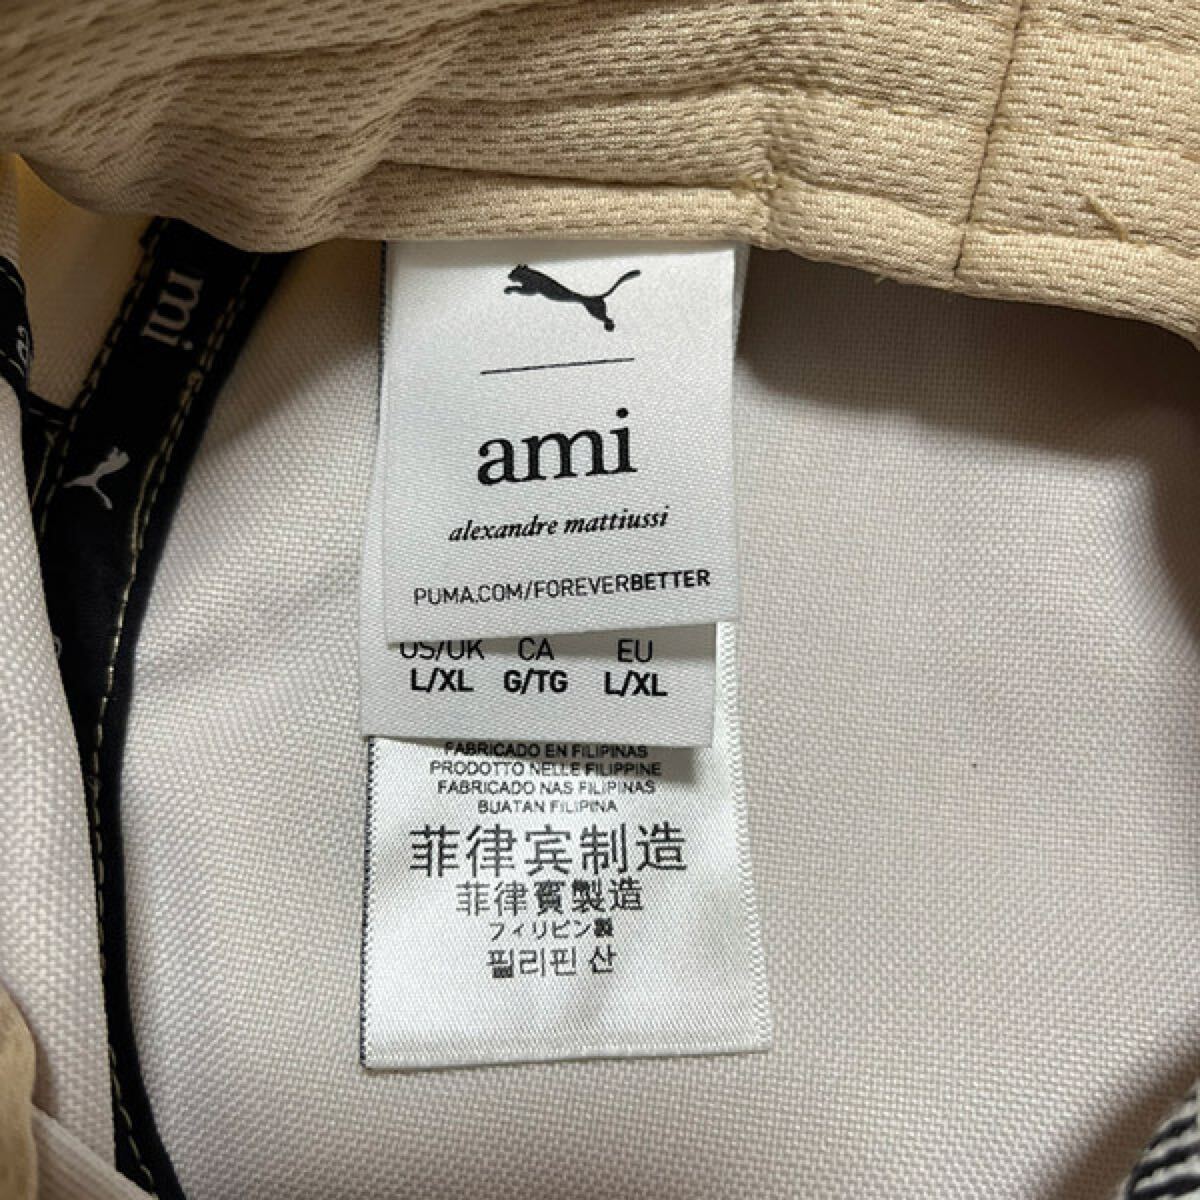 mi
ami
alexandre mattiussi
PUMA.COM/FOREVERBETTER
US/UK CA EU
L/XL G/TG L/XL
FABRICADO EN FILIPINAS
PRODOTTO NELLE FILIPPINE
FABRICADO NAS FILIPINAS
BUATAN FILIPINA
菲律宾制造
菲律賓製造
フィリピン製
필리핀 산